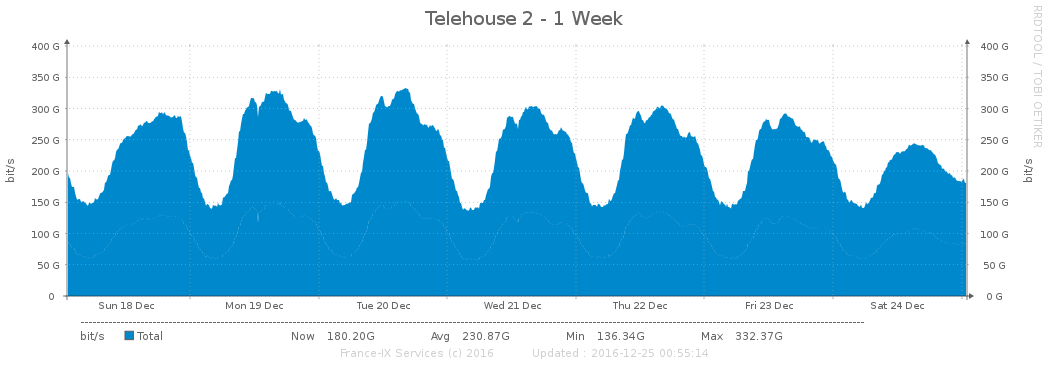 Telehouse 2 - 1 Week
RRDTOOL / TOBI OETIKER
bit/s
400 G 400 G
350 G 350 G
300 G 300 G
250 G 250 G
200 G 200 G
150 G 150 G
100 G 100 G
50 G 50 G
0 0 G
bit/s
Sun 18 Dec Mon 19 Dec Tue 20 Dec Wed 21 Dec Thu 22 Dec Fri 23 Dec Sat 24 Dec
bit/s Total Now 180.20G Avg 230.87G Min 136.34G Max 332.37G
France-IX Services (c) 2016 Updated : 2016-12-25 00:55:14